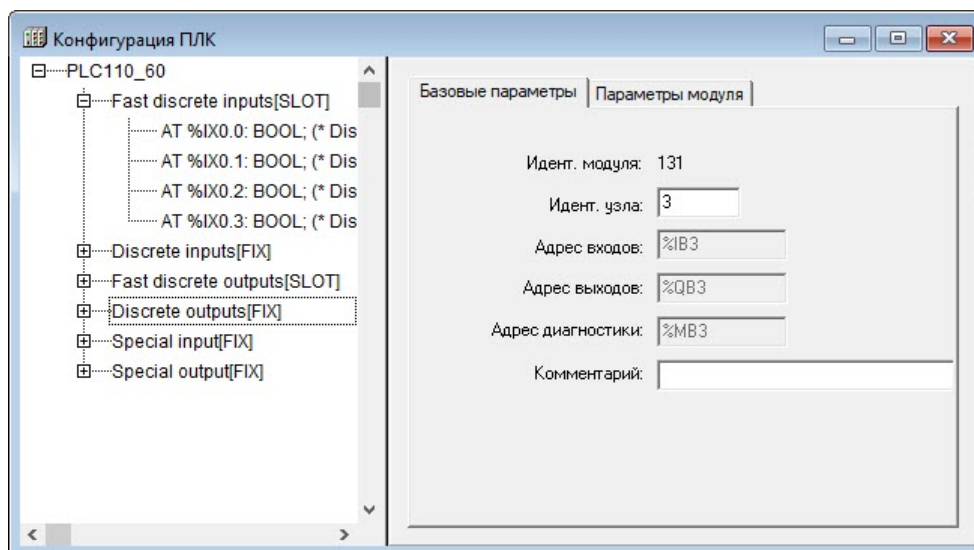 Конфигурация ПЛК
PLC110_60
Fast discrete inputs[SLOT]
AT %IX0.0: BOOL; (* Dis
AT %IX0.1: BOOL; (* Dis
AT %IX0.2: BOOL; (* Dis
AT %IX0.3: BOOL; (* Dis
Discrete inputs[FIX]
Fast discrete outputs[SLOT]
Discrete outputs[FIX]
Special input[FIX]
Special output[FIX]
Базовые параметры Параметры модуля
Идент. модуля: 131
Идент. узла: 3
Адрес входов: %IB3
Адрес выходов: %QB3
Адрес диагностики: %MB3
Комментарий: